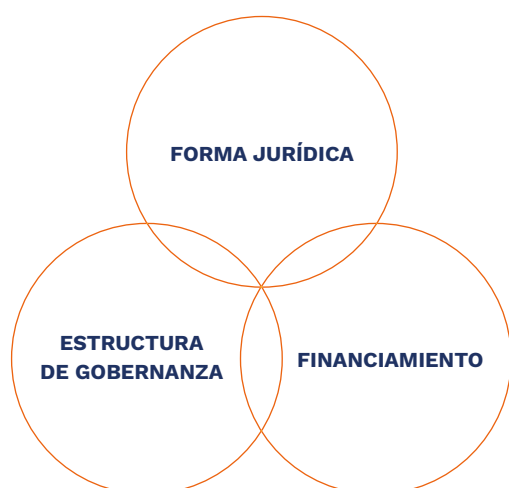 FORMA JURÍDICA
ESTRUCTURA
DE GOBERNANZA
FINANCIAMIENTO